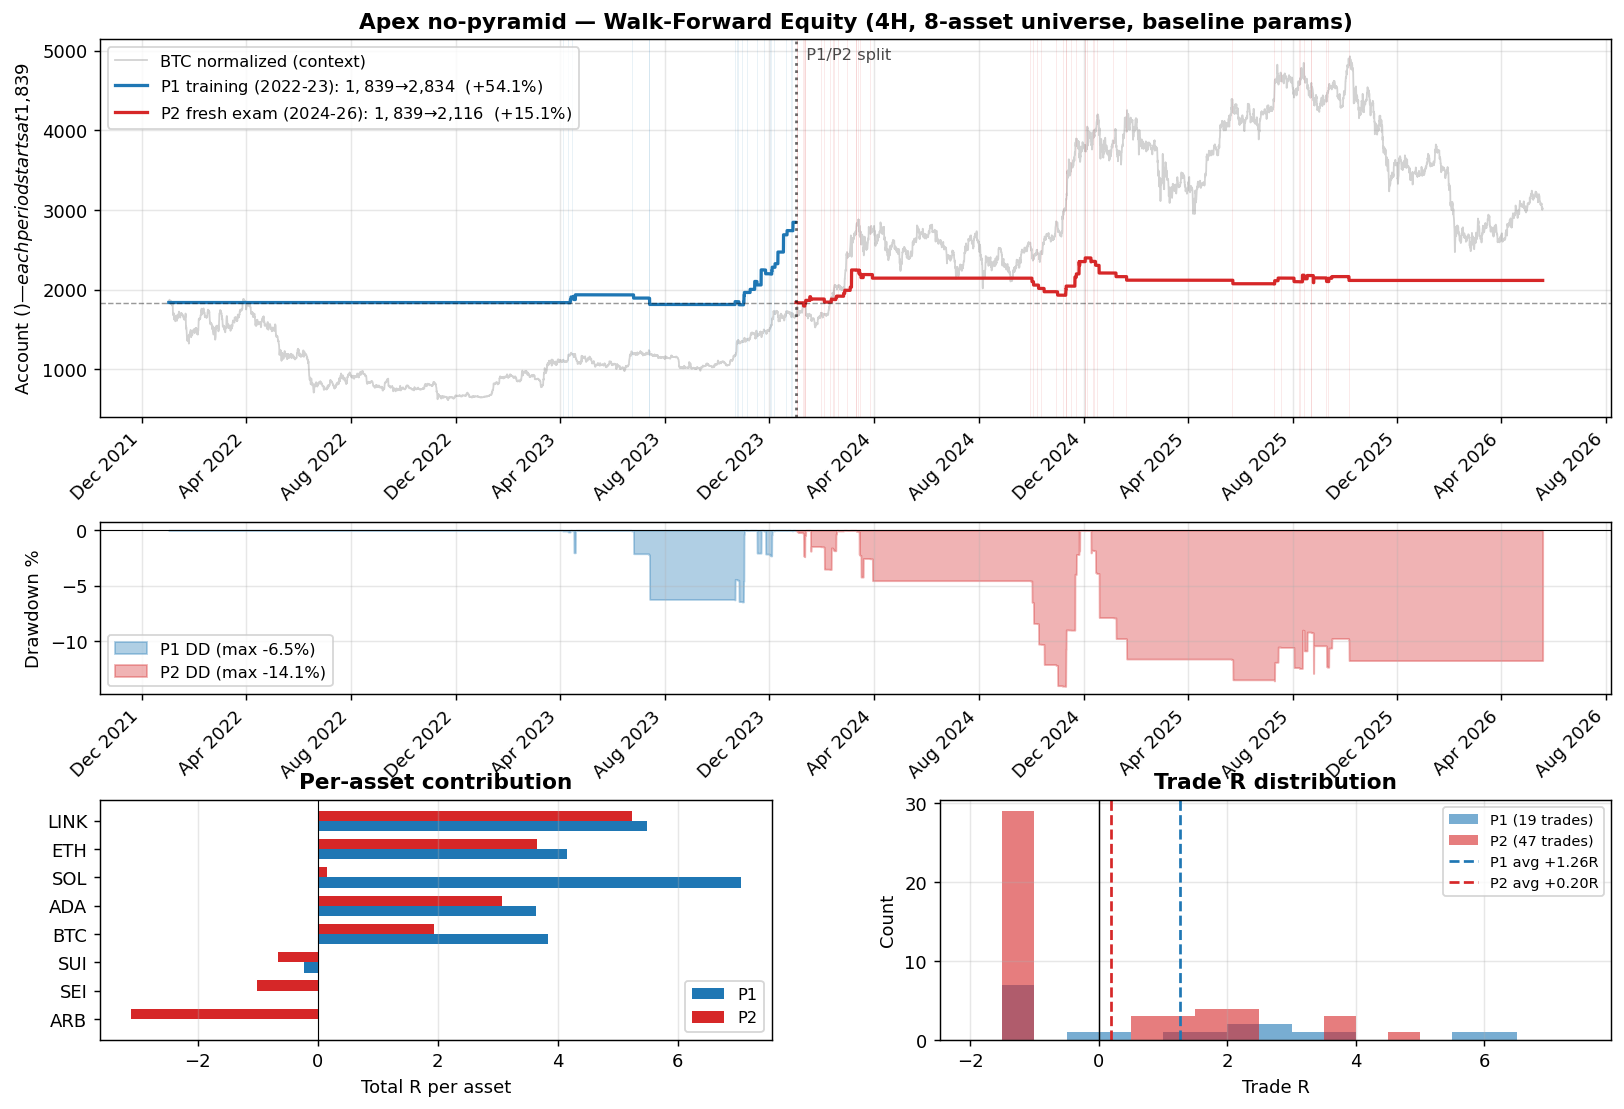 Apex no-pyramid — Walk-Forward Equity (4H, 8-asset universe, baseline params)
Account ()—eachperiodstartsat1,839
5000
4000
3000
2000
1000
BTC normalized (context)
P1 training (2022-23): 1, 839→2,834 (+54.1%)
P2 fresh exam (2024-26): 1, 839→2,116 (+15.1%)
P1/P2 split
Dec 2021
Apr 2022
Aug 2022
Dec 2022
Apr 2023
Aug 2023
Dec 2023
Apr 2024
Aug 2024
Dec 2024
Apr 2025
Aug 2025
Dec 2025
Apr 2026
Aug 2026
Drawdown %
0
−5
−10
P1 DD (max -6.5%)
P2 DD (max -14.1%)
Dec 2021
Apr 2022
Aug 2022
Dec 2022
Apr 2023
Aug 2023
Dec 2023
Apr 2024
Aug 2024
Dec 2024
Apr 2025
Aug 2025
Dec 2025
Apr 2026
Aug 2026
Per-asset contribution
LINK
ETH
SOL
ADA
BTC
SUI
SEI
ARB
P1
P2
−2
0
2
4
6
Total R per asset
Trade R distribution
Count
30
20
10
0
P1 (19 trades)
P2 (47 trades)
P1 avg +1.26R
P2 avg +0.20R
−2
0
2
4
6
Trade R